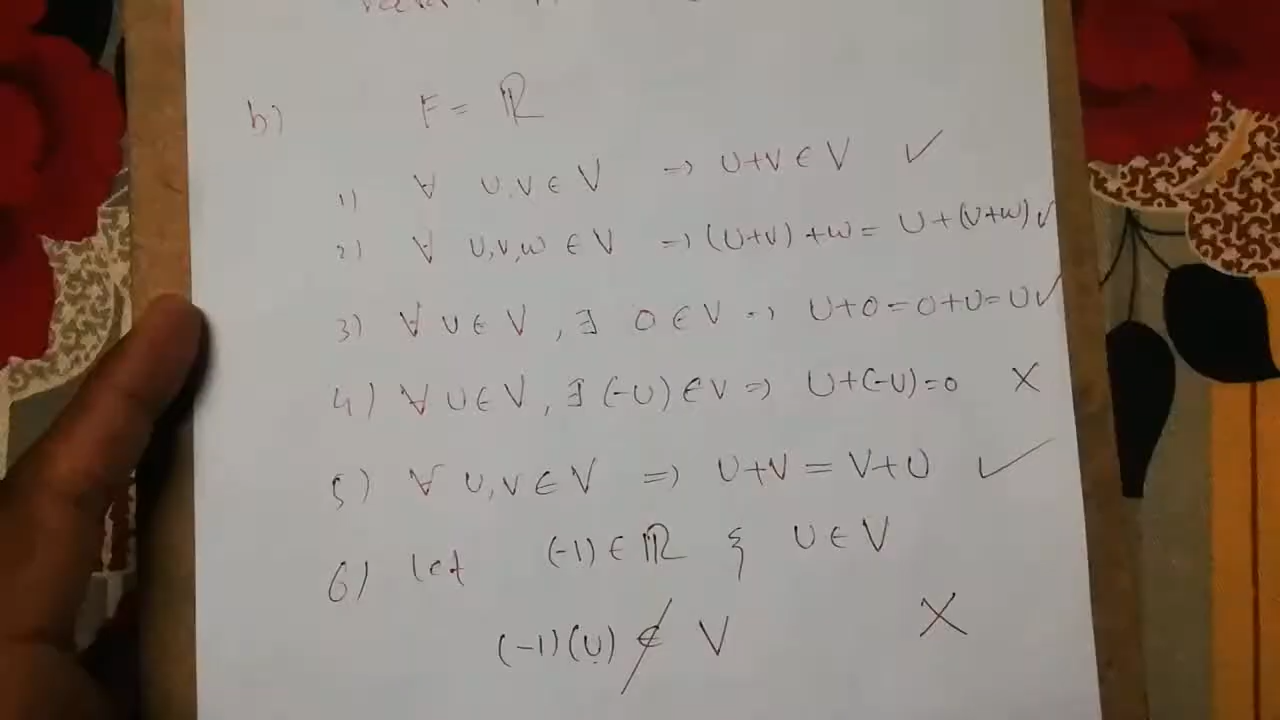 b) F = ℝ
1) ∀ u,v ∈ V => u+v ∈ V ✓
2) ∀ u,v,w ∈ V => (u+v)+w = u+(v+w) ✓
3) ∀ u ∈ V, ∃ 0 ∈ V => u+0=0+u=u ✓
4) ∀ u ∈ V, ∃ (-u) ∈ V => u+(-u)=0 ×
5) ∀ u,v ∈ V => u+v = v+u ✓
6) let (-1) ∈ ℝ & u ∈ V
(-1)(u) ∉ V ×